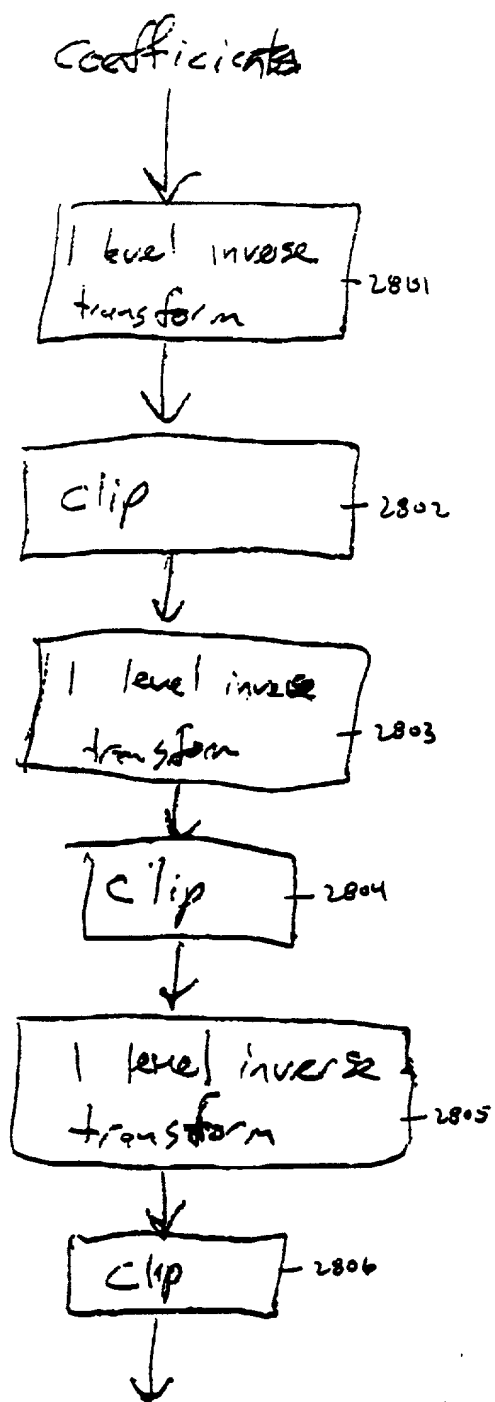 Coefficients
1 level inverse
transform
2801
Clip
2802
1 level inverse
transform
2803
Clip
2804
1 level inverse
transform
2805
Clip
2806